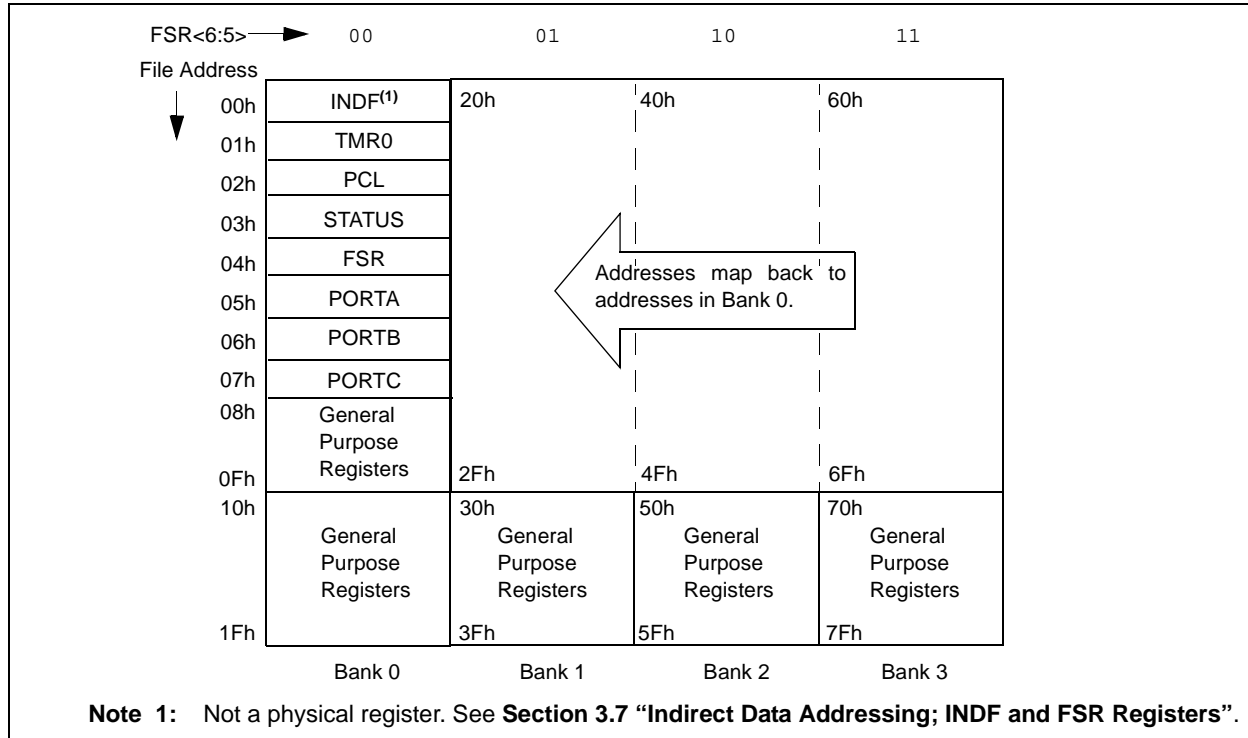 FSR<6:5> 00 01 10 11
File Address
00h INDF(1) 20h 40h 60h
01h TMR0
02h PCL
03h STATUS
04h FSR
Addresses map back to
05h PORTA
addresses in Bank 0.
06h PORTB
07h PORTC
08h General
Purpose
Registers
0Fh 2Fh 4Fh 6Fh
10h 30h 50h 70h
General General General General
Purpose Purpose Purpose Purpose
Registers Registers Registers Registers
1Fh 3Fh 5Fh 7Fh
Bank 0 Bank 1 Bank 2 Bank 3
Note 1: Not a physical register. See Section 3.7 “Indirect Data Addressing; INDF and FSR Registers”.